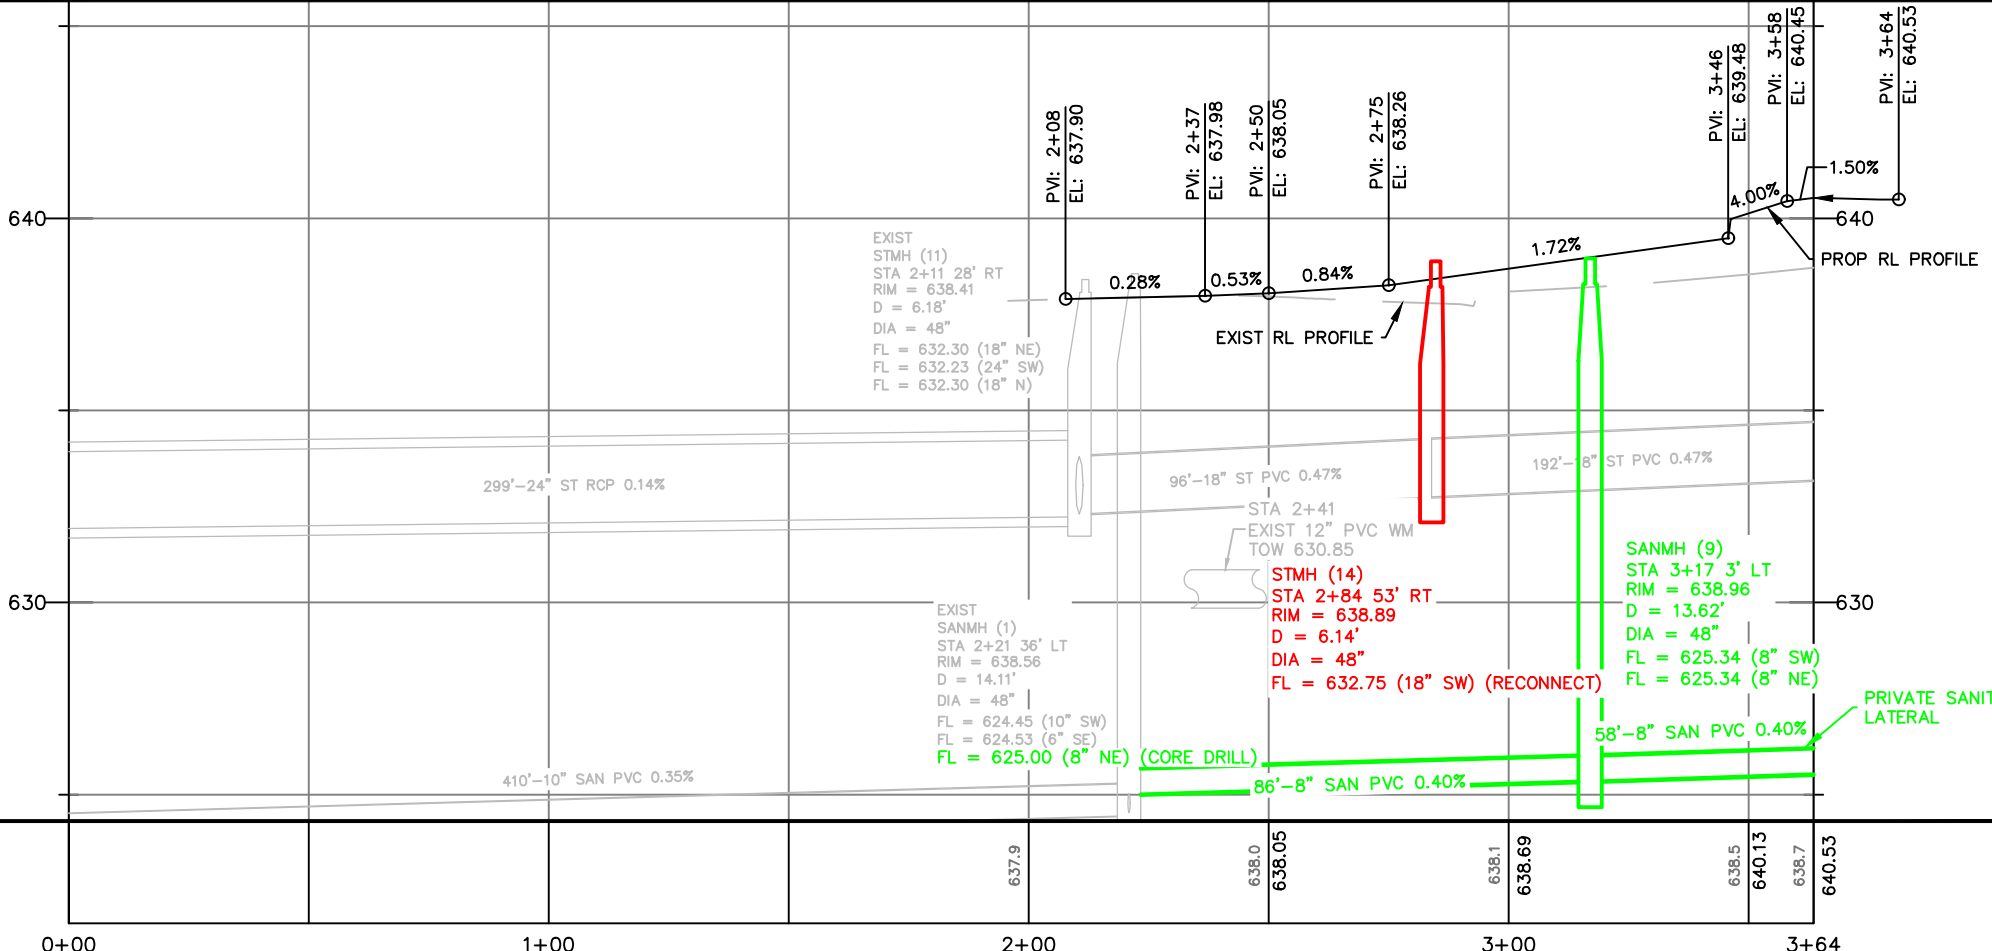 PVI: 2+08
EL: 637.90
PVI: 2+37
EL: 637.98
PVI: 2+50
EL: 638.05
PVI: 2+75
EL: 638.26
PVI: 3+46
EL: 639.48
PVI: 3+58
EL: 640.45
PVI: 3+64
EL: 640.53
640
0.28%
0.53%
0.84%
1.72%
4.00%
1.50%
640
PROP RL PROFILE
EXIST RL PROFILE
EXIST
STMH (11)
STA 2+11 28' RT
RIM = 638.41
D = 6.18'
DIA = 48"
FL = 632.30 (18" NE)
FL = 632.23 (24" SW)
FL = 632.30 (18" N)
299'-24" ST RCP 0.14%
96'-18" ST PVC 0.47%
192'-18" ST PVC 0.47%
STA 2+41
EXIST 12" PVC WM
TOW 630.85
630
630
STMH (14)
STA 2+84 53' RT
RIM = 638.89
D = 6.14'
DIA = 48"
FL = 632.75 (18" SW) (RECONNECT)
SANMH (9)
STA 3+17 3' LT
RIM = 638.96
D = 13.62'
DIA = 48"
FL = 625.34 (8" SW)
FL = 625.34 (8" NE)
EXIST
SANMH (1)
STA 2+21 36' LT
RIM = 638.56
D = 14.11'
DIA = 48"
FL = 624.45 (10" SW)
FL = 624.53 (6" SE)
FL = 625.00 (8" NE) (CORE DRILL)
PRIVATE SANIT
LATERAL
58'-8" SAN PVC 0.40%
86'-8" SAN PVC 0.40%
410'-10" SAN PVC 0.35%
637.9
638.0
638.05
638.1
638.69
638.5
640.13
638.7
640.53
0+00
1+00
2+00
3+00
3+64